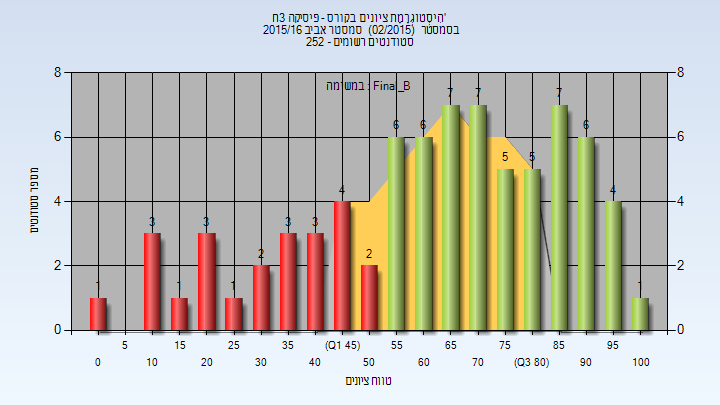 היסטוגרמת ציונים בקורס - פיסיקה 3ח'
בסמסטר (02/2015) סמסטר אביב 2015/16
סטודנטים רשומים - 252
במשימה : Final_B
8 8
6 6
4 4
2 2
0 0
מספר סטודנטים
1 3 1 3 1 2 3 3 4 2 6 6 7 7 5 5 7 6 4 1
5 15 25 35 (Q1 45) 55 65 75 85 95
0 10 20 30 40 50 60 70 (Q3 80) 90 100
טווח ציונים